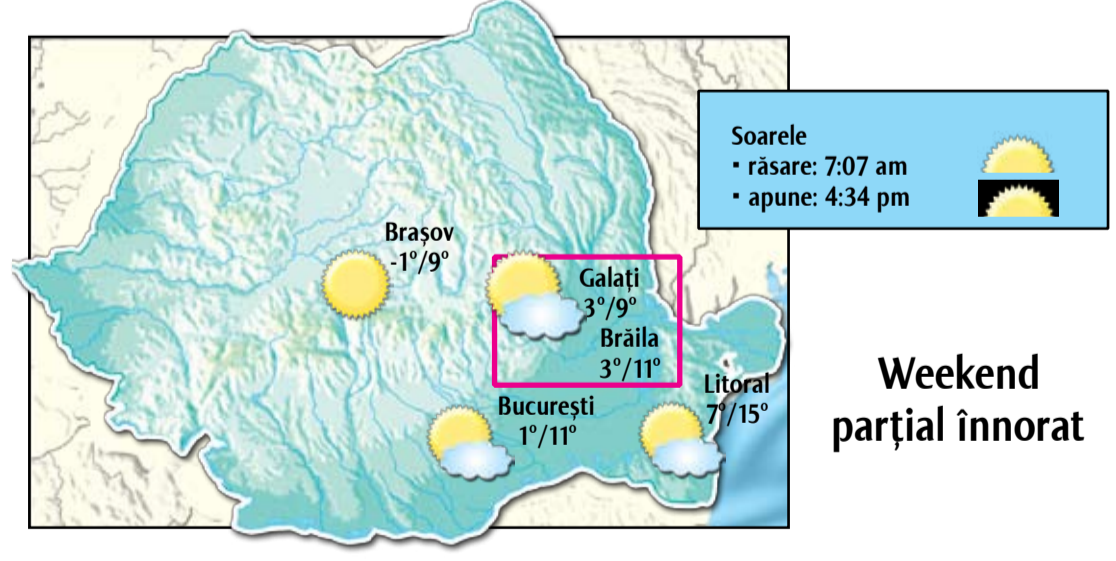 Soarele
▪ răsare: 7:07 am
▪ apune: 4:34 pm
Brașov
-1°/9°
Galați
3°/9°
Brăila
3°/11°
Litoral
7°/15°
București
1°/11°
Weekend
parțial înnorat